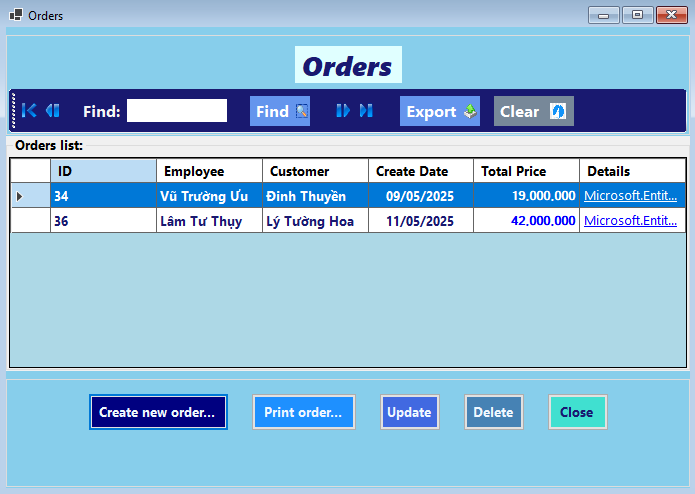 Orders
Orders
Find: Find Export Clear
Orders list:
ID Employee Customer Create Date Total Price Details
34 Vũ Trường Ưu Đinh Thuyền 09/05/2025 19,000,000 Microsoft.Entit...
36 Lâm Tư Thụy Lý Tường Hoa 11/05/2025 42,000,000 Microsoft.Entit...
Create new order... Print order... Update Delete Close